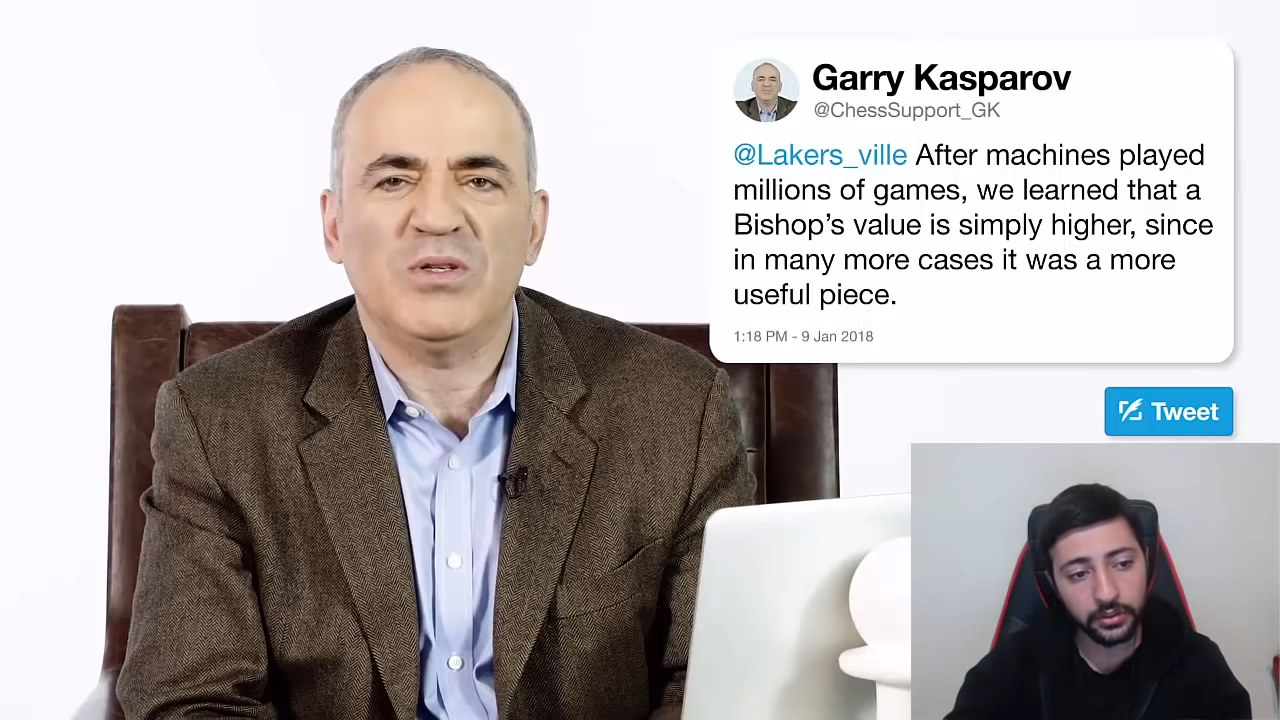 Garry Kasparov
@ChessSupport_GK
@Lakers_ville After machines played
millions of games, we learned that a
Bishop's value is simply higher, since
in many more cases it was a more
useful piece.
1:18 PM - 9 Jan 2018
Tweet